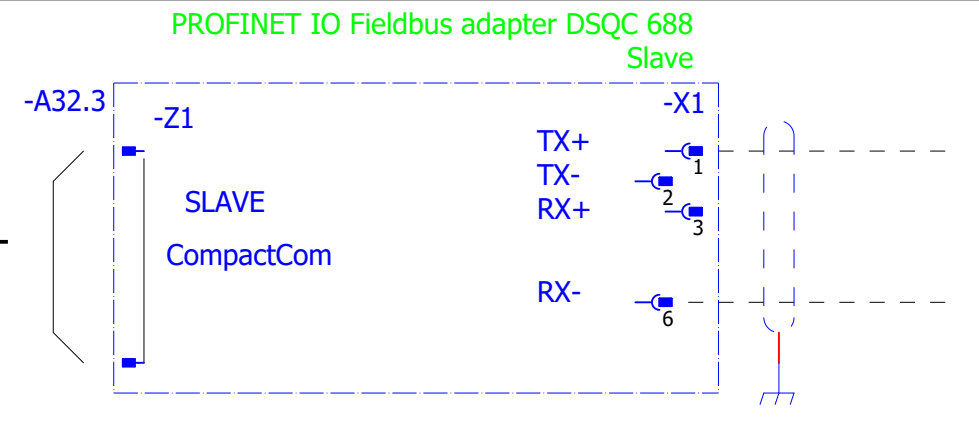 PROFINET IO Fieldbus adapter DSQC 688
Slave
-A32.3
-Z1
-X1
TX+
1
TX-
2
SLAVE
RX+
3
CompactCom
RX-
6